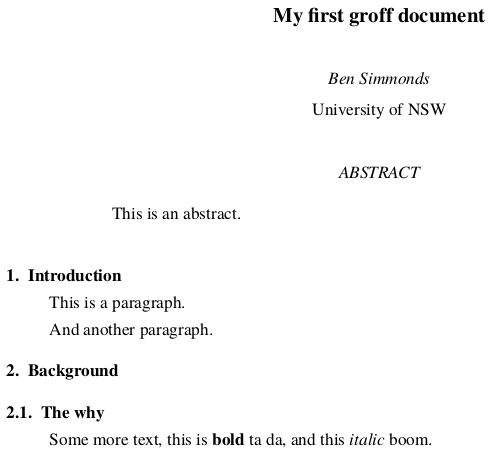 My first groff document
Ben Simmonds
University of NSW
ABSTRACT
This is an abstract.
1. Introduction
This is a paragraph.
And another paragraph.
2. Background
2.1. The why
Some more text, this is bold ta da, and this italic boom.